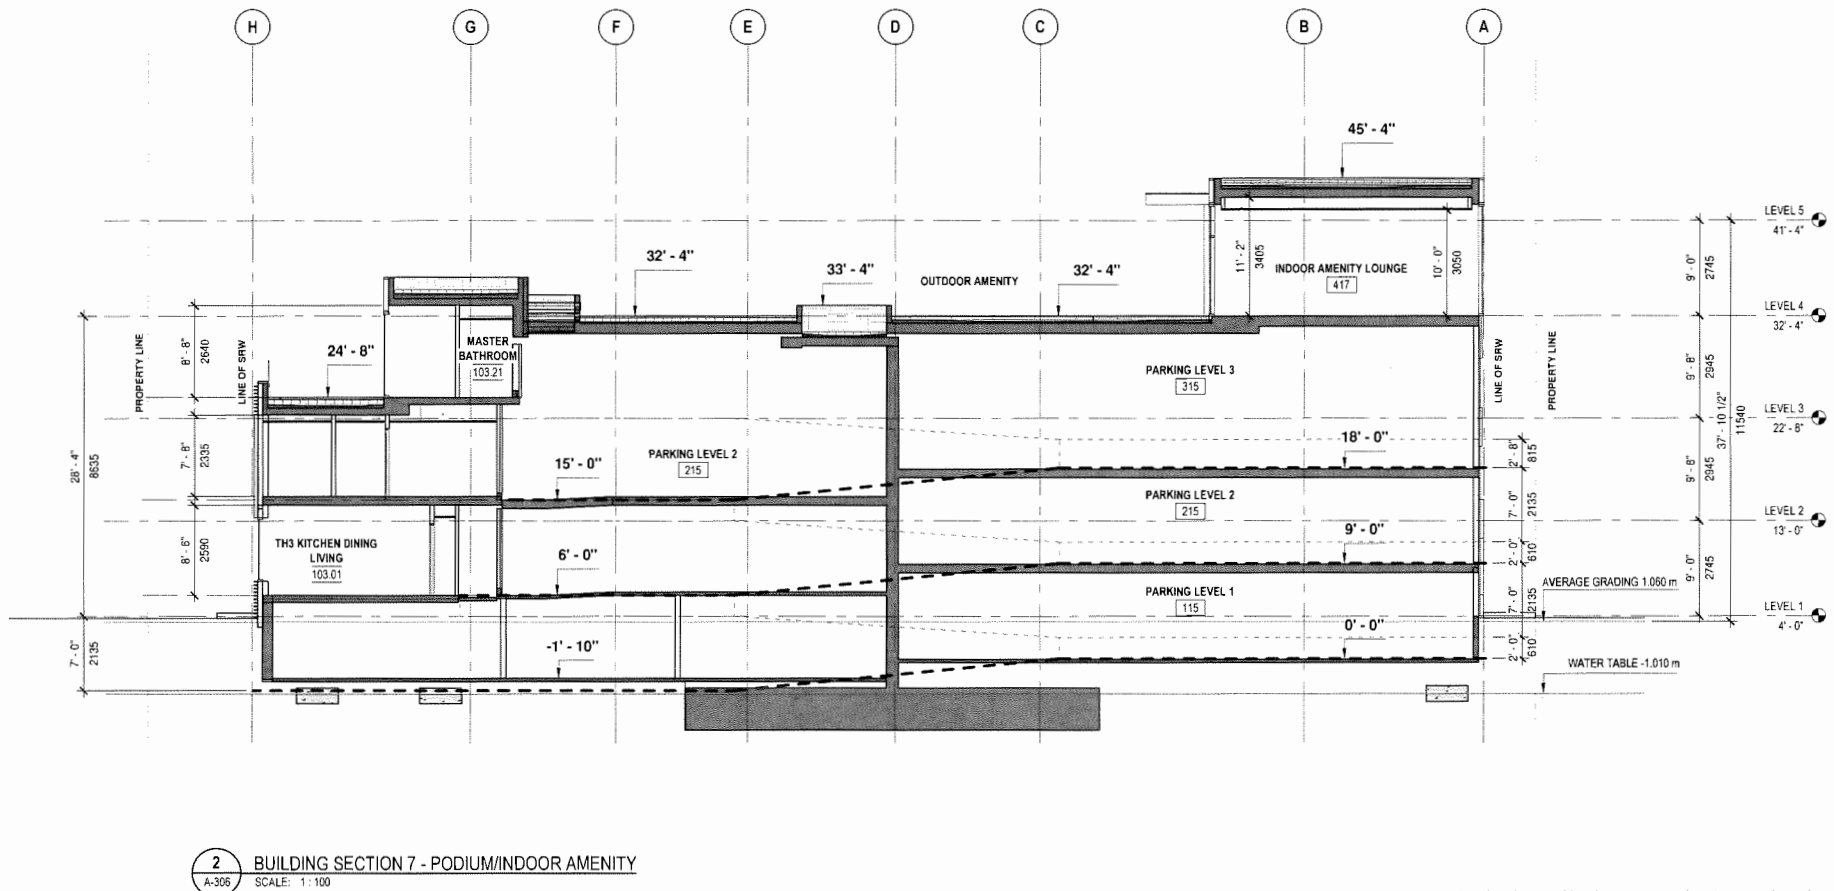 H G F E D C B A
45' - 4"
LEVEL 5
41' - 4"
32' - 4"
33' - 4"
OUTDOOR AMENITY
32' - 4"
11' - 2"
3405
INDOOR AMENITY LOUNGE
417
10' - 0"
3050
9' - 0"
2745
LEVEL 4
32' - 4"
PROPERTY LINE
LINE OF SRW
8' - 8"
2640
24' - 8"
MASTER
BATHROOM
103.21
PARKING LEVEL 3
315
LINE OF SRW
PROPERTY LINE
9' - 8"
2945
LEVEL 3
22' - 8"
37' - 10 1/2"
11540
28' - 4"
8635
7' - 8"
2335
15' - 0"
PARKING LEVEL 2
215
18' - 0"
2' - 8"
815
9' - 8"
2945
PARKING LEVEL 2
215
7' - 0"
2135
LEVEL 2
13' - 0"
8' - 6"
2590
TH3 KITCHEN DINING
LIVING
103.01
6' - 0"
9' - 0"
2' - 0"
610
9' - 0"
2745
AVERAGE GRADING 1.060 m
PARKING LEVEL 1
115
7' - 0"
2135
LEVEL 1
4' - 0"
7' - 0"
2135
-1' - 10"
0' - 0"
2' - 0"
610
WATER TABLE -1.010 m
2
A-306
BUILDING SECTION 7 - PODIUM/INDOOR AMENITY
SCALE: 1 : 100